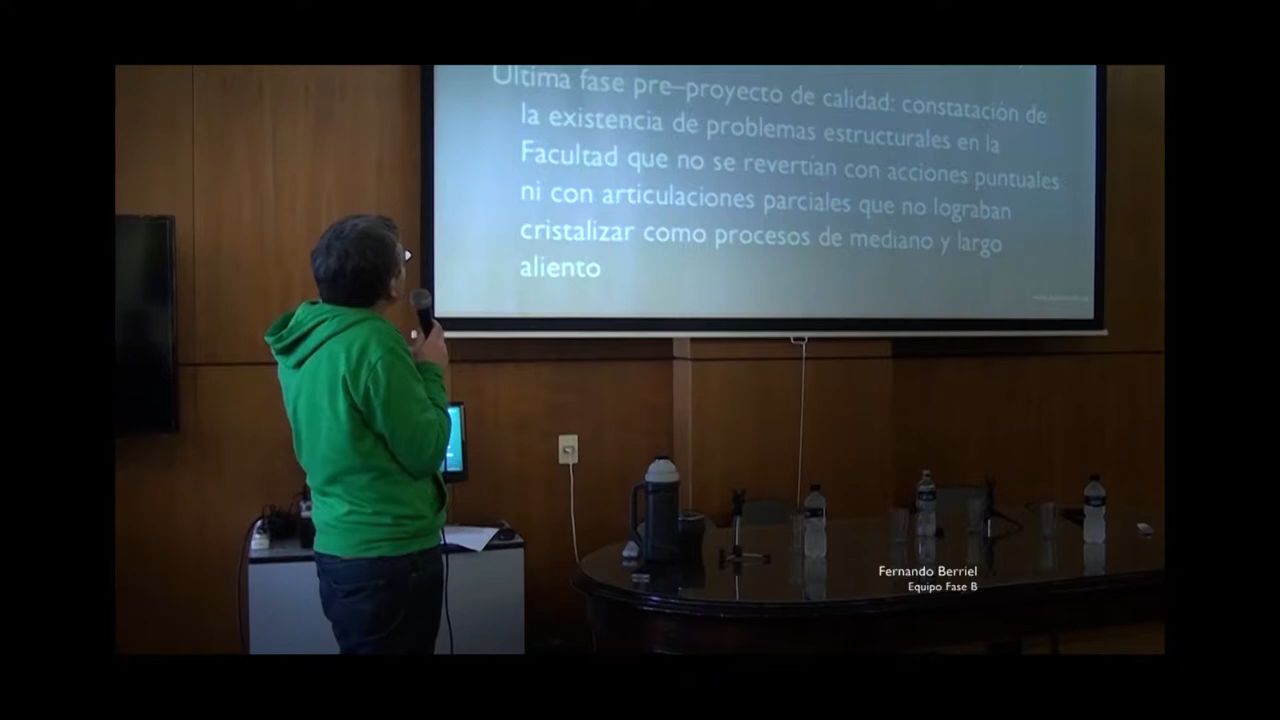 Última fase pre–proyecto de calidad: constatación de
la existencia de problemas estructurales en la
Facultad que no se revertían con acciones puntuales
ni con articulaciones parciales que no lograban
cristalizar como procesos de mediano y largo
aliento
Fernando Berriel
Equipo Fase B